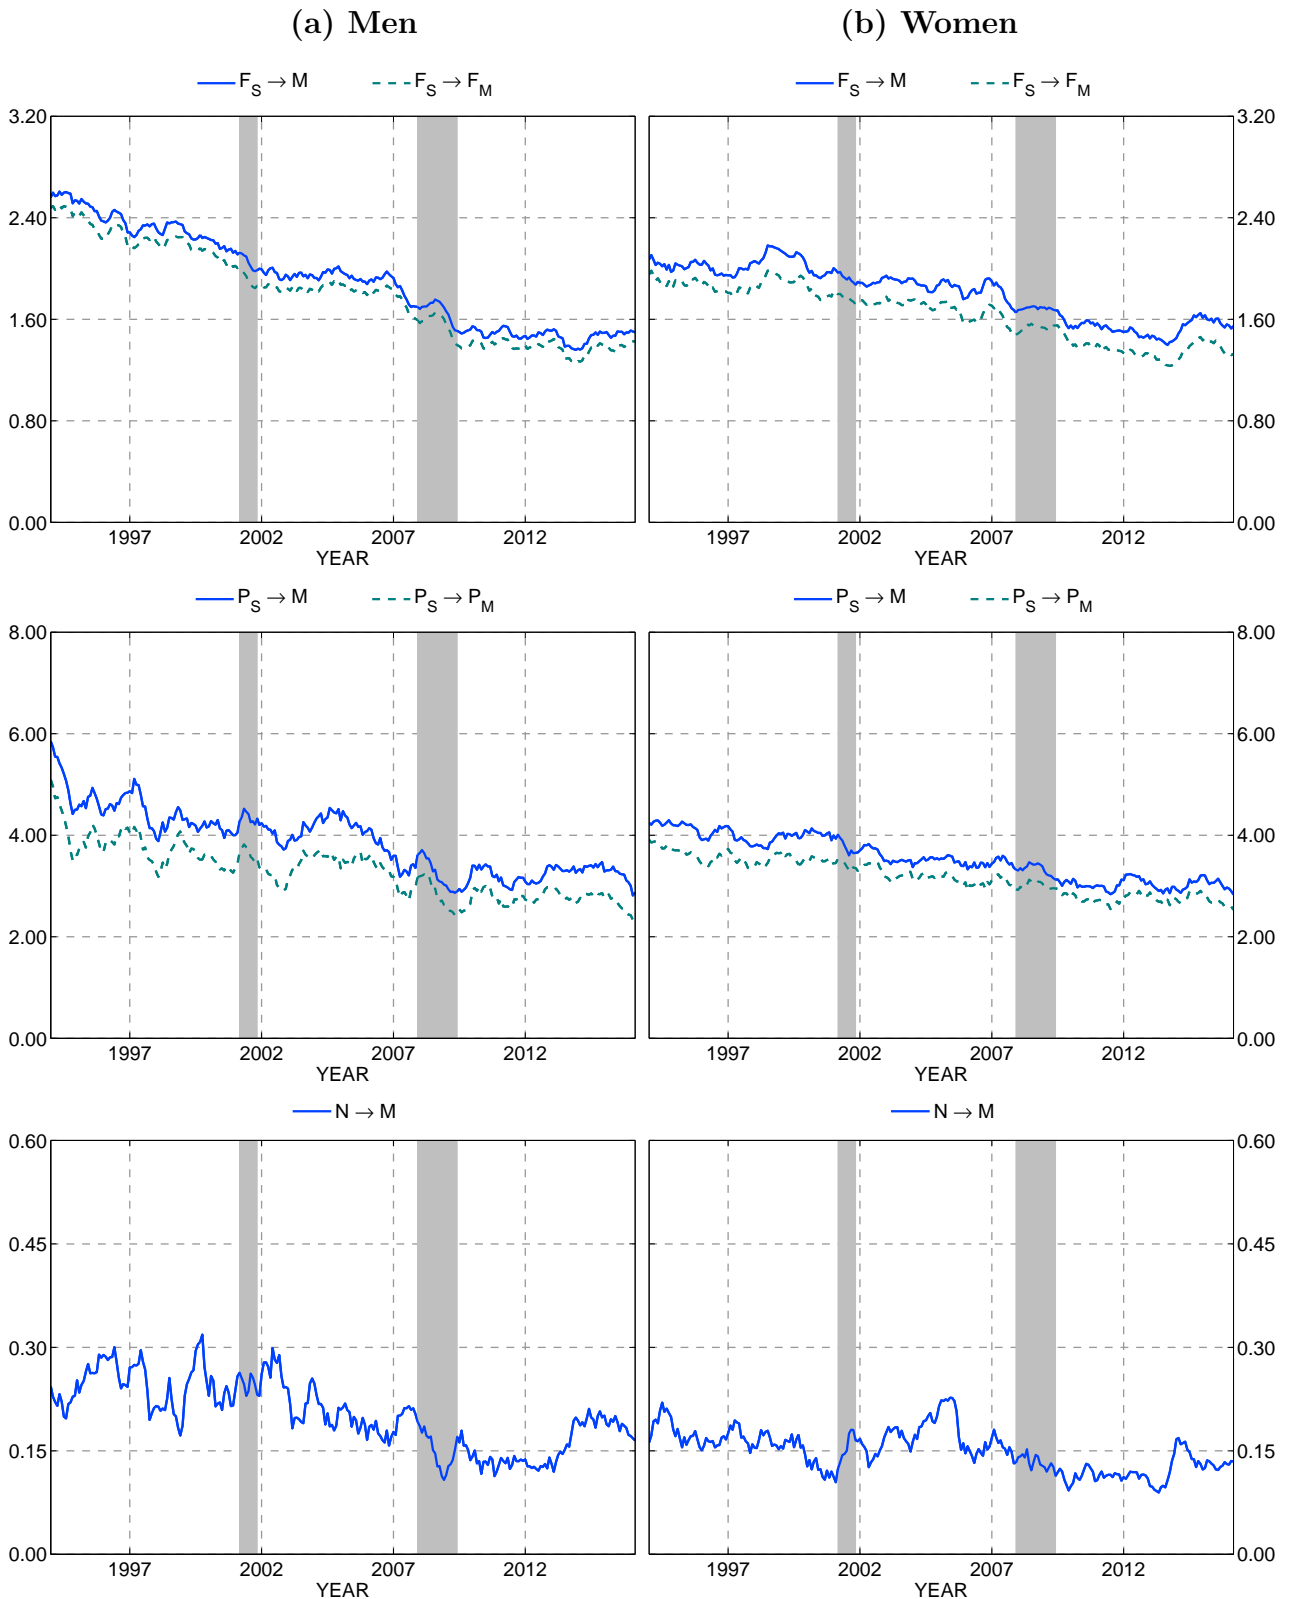 (a) Men
(b) Women
F_S → M
F_S → F_M
F_S → M
F_S → F_M
3.20
2.40
1.60
0.80
0.00
3.20
2.40
1.60
0.80
0.00
1997 2002 2007 2012
YEAR
1997 2002 2007 2012
YEAR
P_S → M
P_S → P_M
P_S → M
P_S → P_M
8.00
6.00
4.00
2.00
0.00
8.00
6.00
4.00
2.00
0.00
1997 2002 2007 2012
YEAR
1997 2002 2007 2012
YEAR
N → M
N → M
0.60
0.45
0.30
0.15
0.00
0.60
0.45
0.30
0.15
0.00
1997 2002 2007 2012
YEAR
1997 2002 2007 2012
YEAR